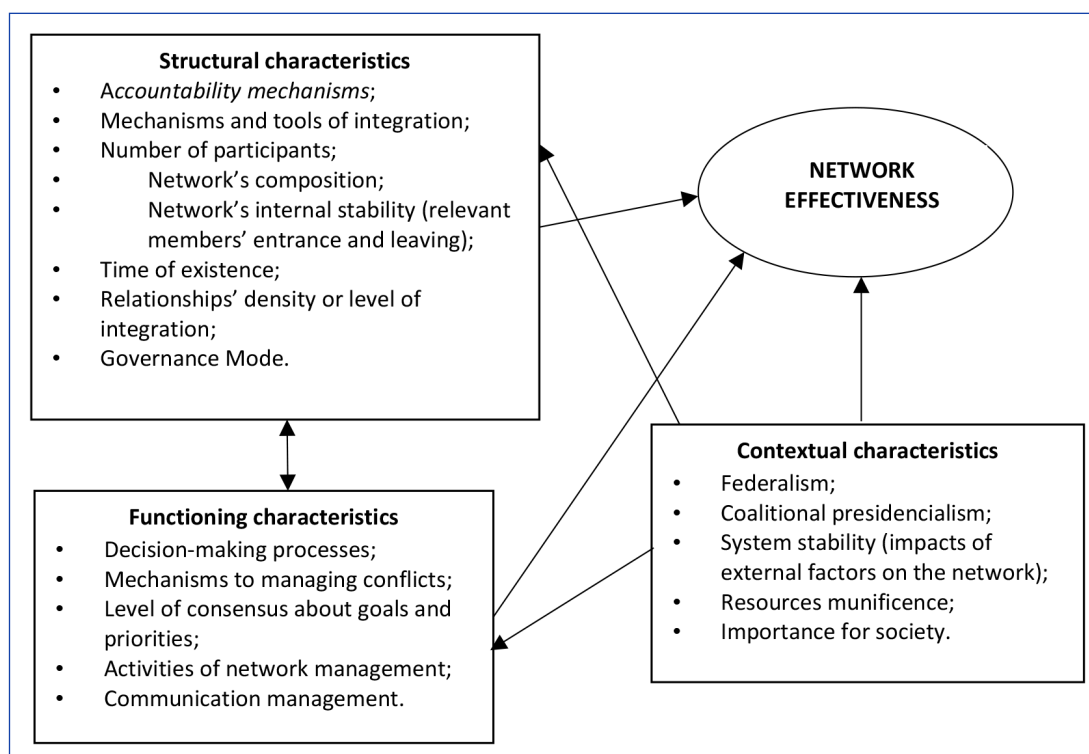 Structural characteristics
• Accountability mechanisms;
• Mechanisms and tools of integration;
• Number of participants;
• Network’s composition;
• Network’s internal stability (relevant
members’ entrance and leaving);
• Time of existence;
• Relationships’ density or level of
integration;
• Governance Mode.
NETWORK
EFFECTIVENESS
Functioning characteristics
• Decision-making processes;
• Mechanisms to managing conflicts;
• Level of consensus about goals and
priorities;
• Activities of network management;
• Communication management.
Contextual characteristics
• Federalism;
• Coalitional presidencialism;
• System stability (impacts of
external factors on the network);
• Resources munificence;
• Importance for society.